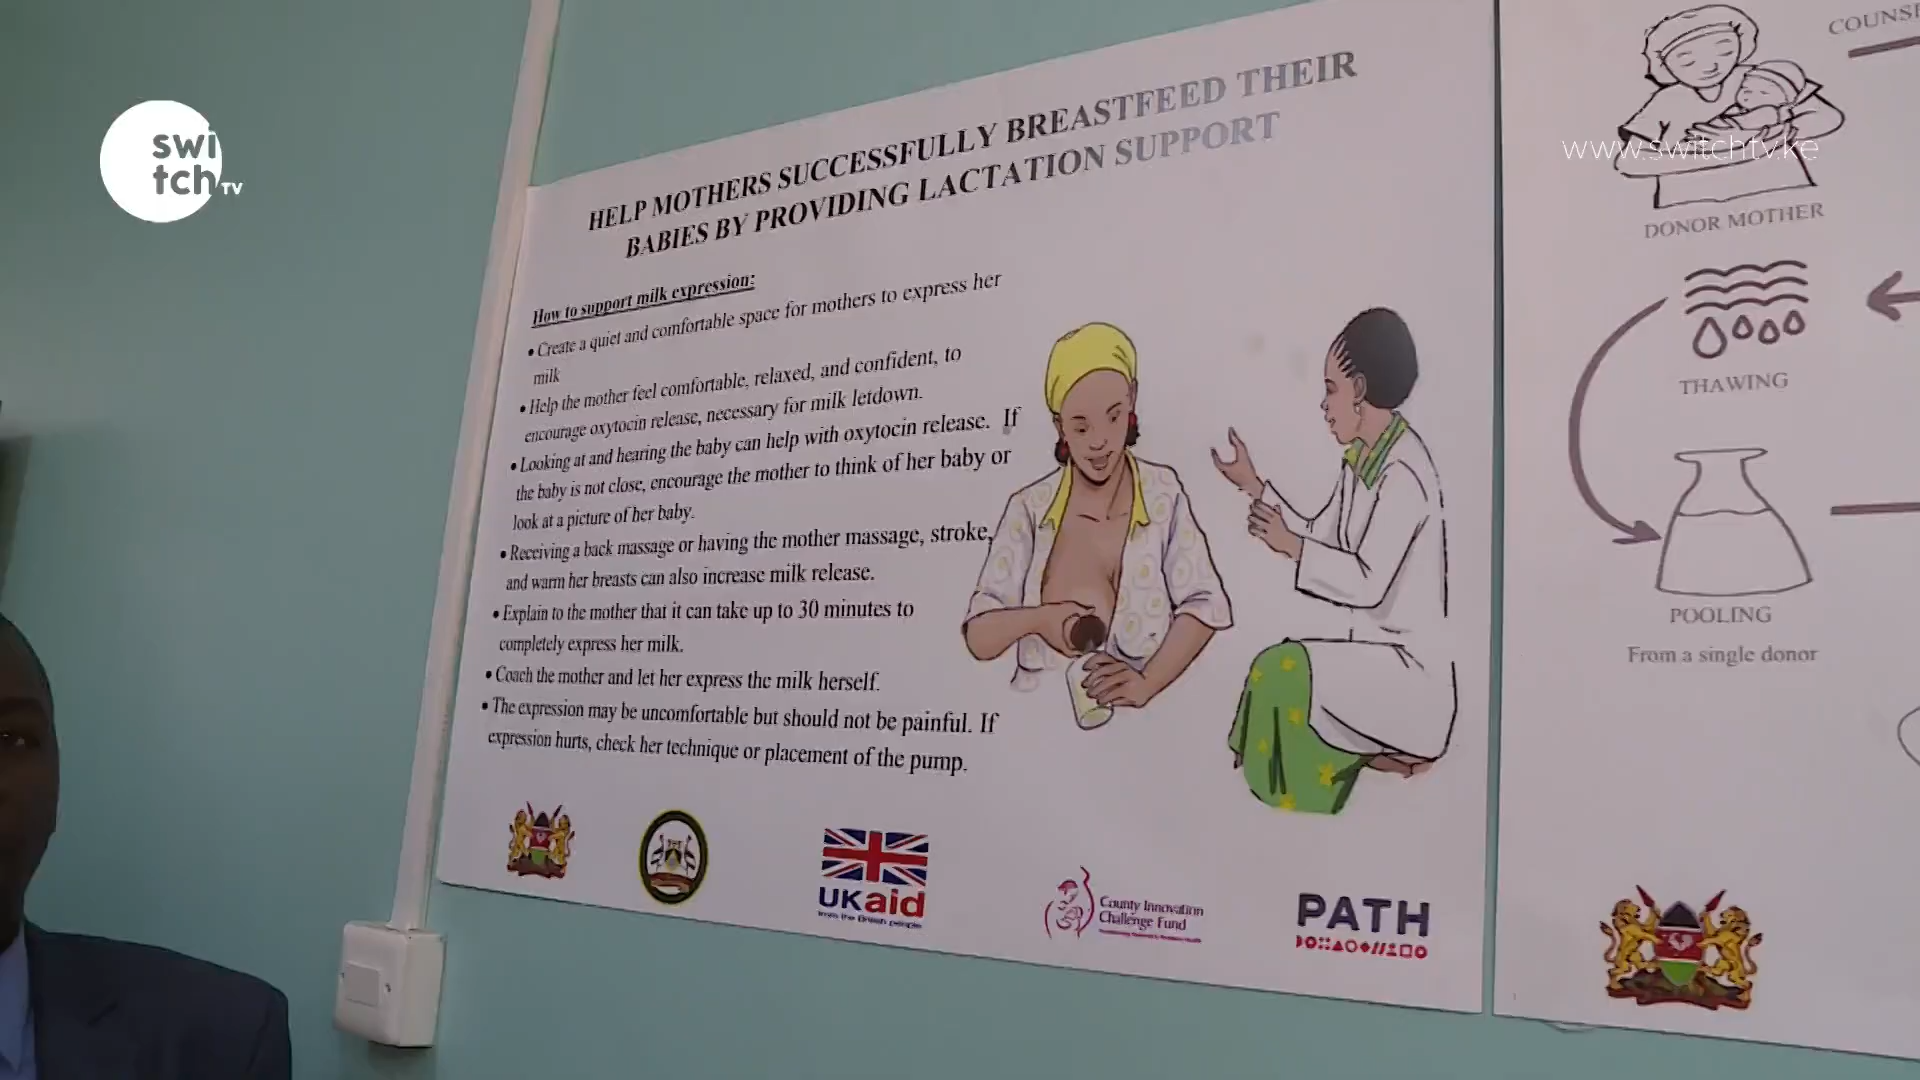 swi
tch TV
www.switchtv.ke
HELP MOTHERS SUCCESSFULLY BREASTFEED THEIR
BABIES BY PROVIDING LACTATION SUPPORT
How to support milk expression:
• Create a quiet and comfortable space for mothers to express her
milk
• Help the mother feel comfortable, relaxed, and confident, to
encourage oxytocin release, necessary for milk letdown.
• Looking at and hearing the baby can help with oxytocin release. If
the baby is not close, encourage the mother to think of her baby or
look at a picture of her baby.
• Receiving a back massage or having the mother massage, stroke,
and warm her breasts can also increase milk release.
• Explain to the mother that it can take up to 30 minutes to
completely express her milk.
• Coach the mother and let her express the milk herself.
• The expression may be uncomfortable but should not be painful. If
expression hurts, check her technique or placement of the pump.
UKaid
from the British people
County Innovation
Challenge Fund
PATH
DONOR MOTHER
THAWING
POOLING
From a single donor